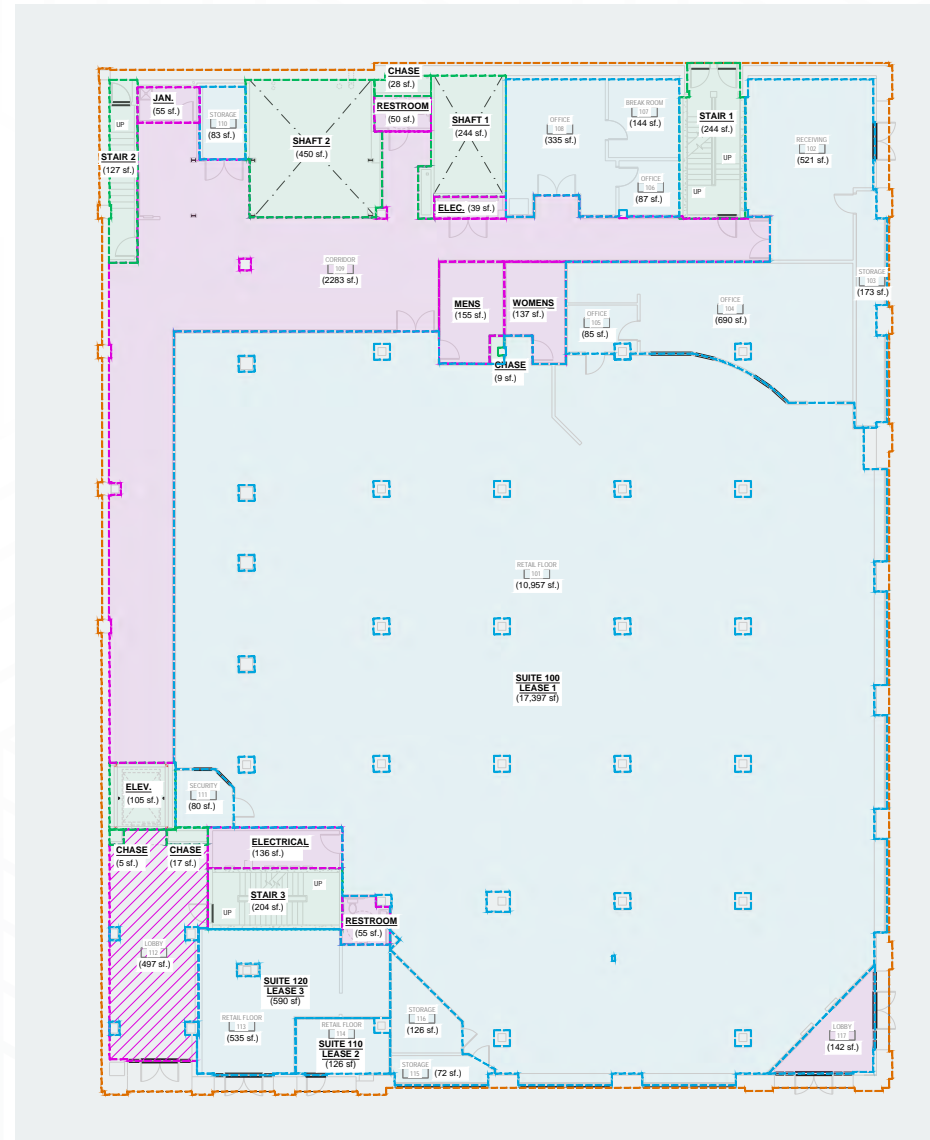 CHASE
(28 sf.)
JAN.
(55 sf.)
STORAGE
110
(83 sf.)
RESTROOM
(50 sf.)
SHAFT 1
(244 sf.)
OFFICE
108
(335 sf.)
BREAK ROOM
107
(144 sf.)
STAIR 1
(244 sf.)
RECEIVING
102
(521 sf.)
UP
STAIR 2
(127 sf.)
SHAFT 2
(450 sf.)
UP
UP
OFFICE
106
(87 sf.)
ELEC. (39 sf.)
CORRIDOR
109
(2283 sf.)
STORAGE
103
(173 sf.)
MENS
(155 sf.)
WOMENS
(137 sf.)
OFFICE
105
(85 sf.)
OFFICE
104
(690 sf.)
CHASE
(9 sf.)
RETAIL FLOOR
101
(10,957 sf.)
SUITE 100
LEASE 1
(17,397 sf)
ELEV.
(105 sf.)
SECURITY
111
(80 sf.)
CHASE
(5 sf.)
CHASE
(17 sf.)
ELECTRICAL
(136 sf.)
UP
STAIR 3
(204 sf.)
UP
RESTROOM
(55 sf.)
LOBBY
112
(497 sf.)
SUITE 120
LEASE 3
(590 sf)
RETAIL FLOOR
113
(535 sf.)
RETAIL FLOOR
114
SUITE 110
LEASE 2
(126 sf)
STORAGE
116
(126 sf.)
STORAGE
115
(72 sf.)
LOBBY
117
(142 sf.)